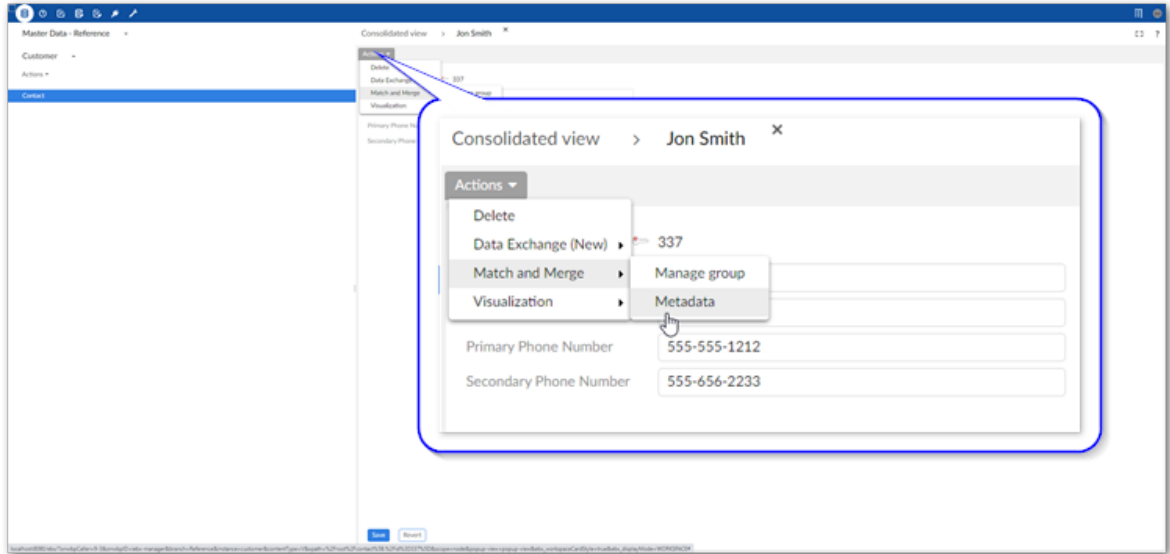 Master Data - Reference
Consolidated view > Jon Smith ×
?
Customer
Actions
Contact
Delete
Data Exchange
337
Match and Merge
Visualization
Primary Phone
Secondary Phone
Consolidated view > Jon Smith ×
Actions
Delete
Data Exchange (New)
337
Match and Merge
Manage group
Visualization
Metadata
Primary Phone Number
555-555-1212
Secondary Phone Number
555-656-2233
Save
Revert